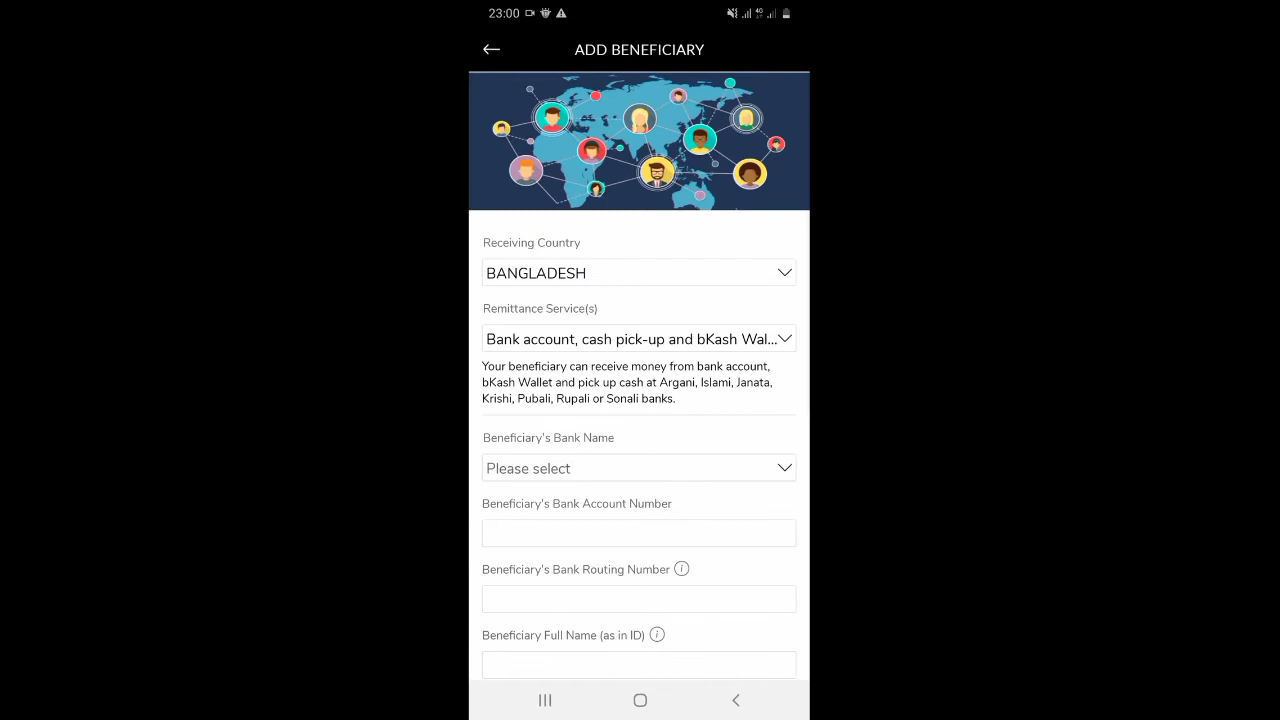 23:00
4G
ADD BENEFICIARY
Receiving Country
BANGLADESH
Remittance Service(s)
Bank account, cash pick-up and bKash Wal...
Your beneficiary can receive money from bank account,
bKash Wallet and pick up cash at Argani, Islami, Janata,
Krishi, Pubali, Rupali or Sonali banks.
Beneficiary's Bank Name
Please select
Beneficiary's Bank Account Number
Beneficiary's Bank Routing Number i
Beneficiary Full Name (as in ID) i